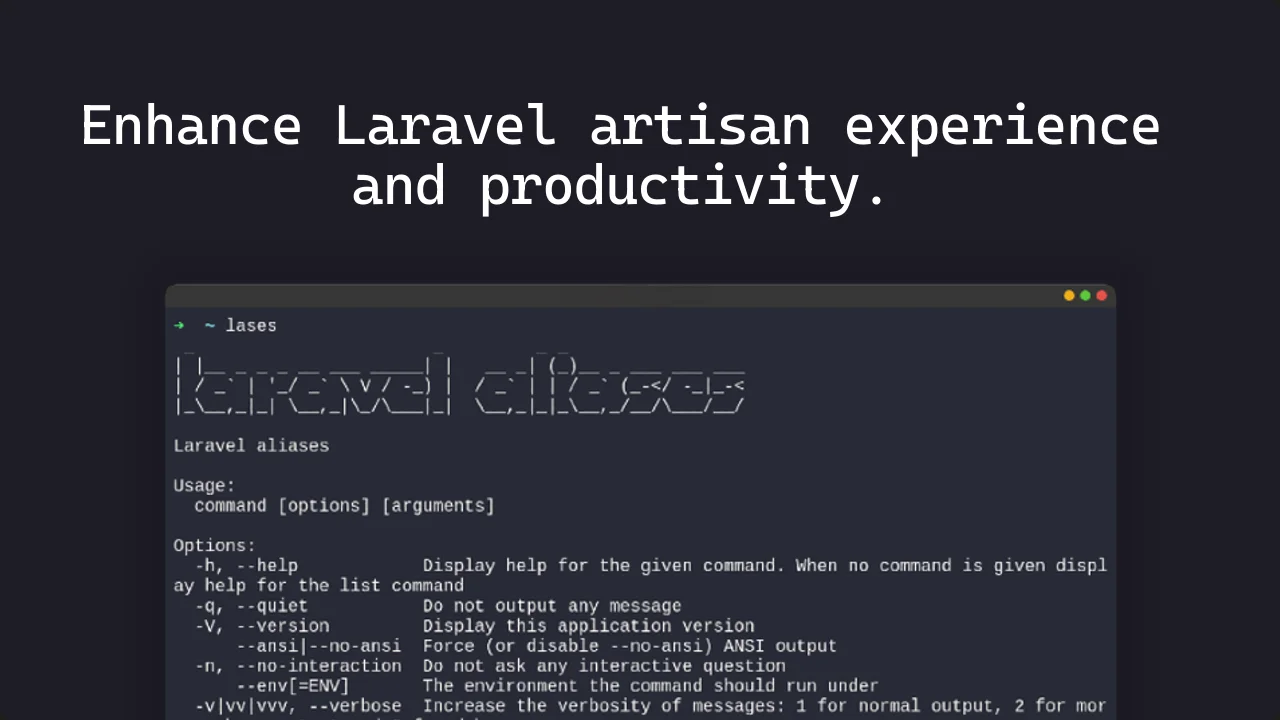 Enhance Laravel artisan experience
and productivity.
➜  ~ lases
laravel aliases
Laravel aliases
Usage:
  command [options] [arguments]
Options:
  -h, --help            Display help for the given command. When no command is given displ
ay help for the list command
  -q, --quiet           Do not output any message
  -V, --version         Display this application version
      --ansi|--no-ansi  Force (or disable --no-ansi) ANSI output
  -n, --no-interaction  Do not ask any interactive question
      --env[=ENV]       The environment the command should run under
  -v|vv|vvv, --verbose  Increase the verbosity of messages: 1 for normal output, 2 for mor